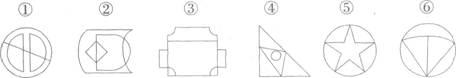 ① ② ③ ④ ⑤ ⑥